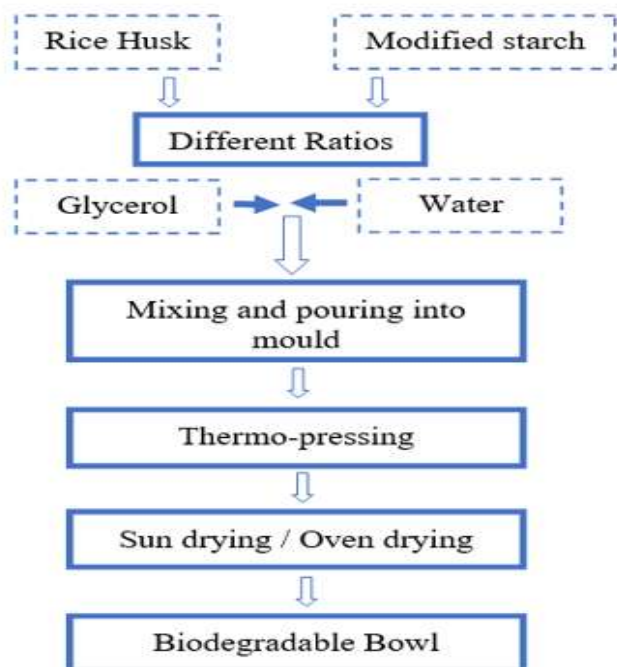 Rice Husk
Modified starch
Different Ratios
Glycerol
Water
Mixing and pouring into
mould
Thermo-pressing
Sun drying / Oven drying
Biodegradable Bowl